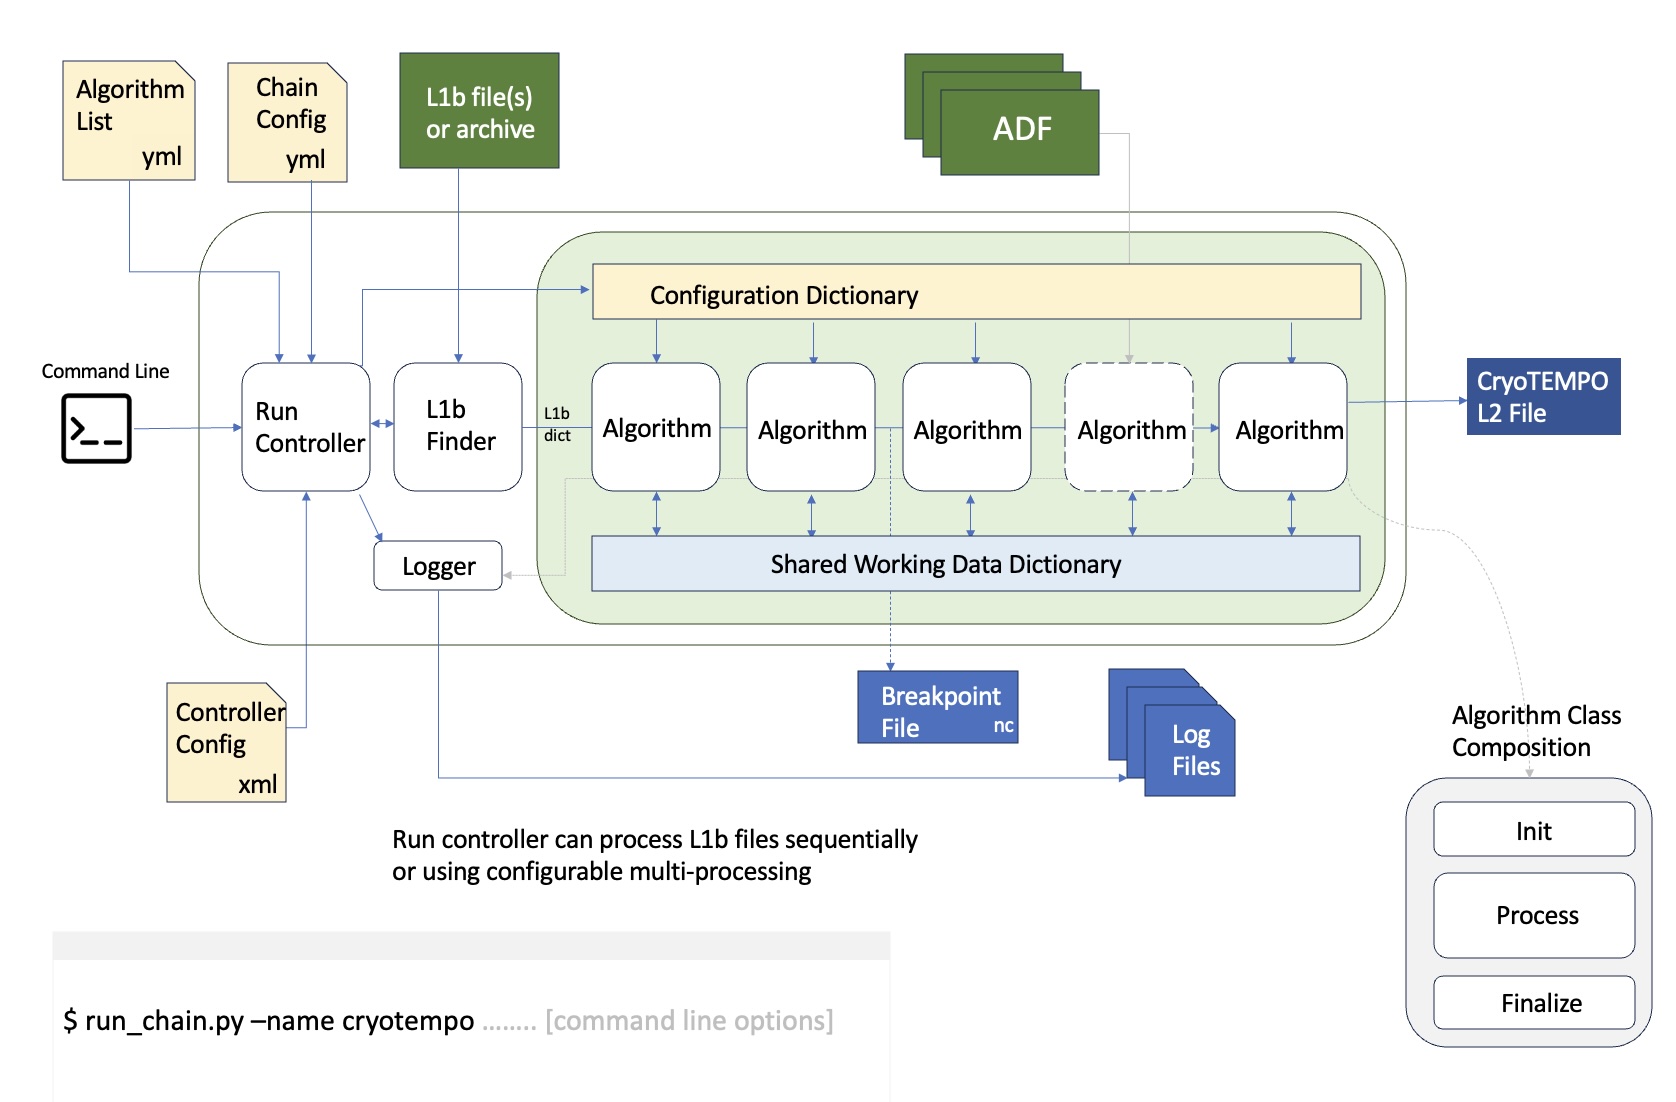 Algorithm
List
yml
Chain
Config
yml
L1b file(s)
or archive
ADF
Configuration Dictionary
Command Line
Run
Controller
L1b
Finder
L1b
dict
Algorithm
Algorithm
Algorithm
Algorithm
Algorithm
CryoTEMPO
L2 File
Logger
Shared Working Data Dictionary
Controller
Config
xml
Breakpoint
File nc
Log
Files
Algorithm Class
Composition
Init
Process
Finalize
Run controller can process L1b files sequentially
or using configurable multi-processing
$ run_chain.py –name cryotempo ........ [command line options]